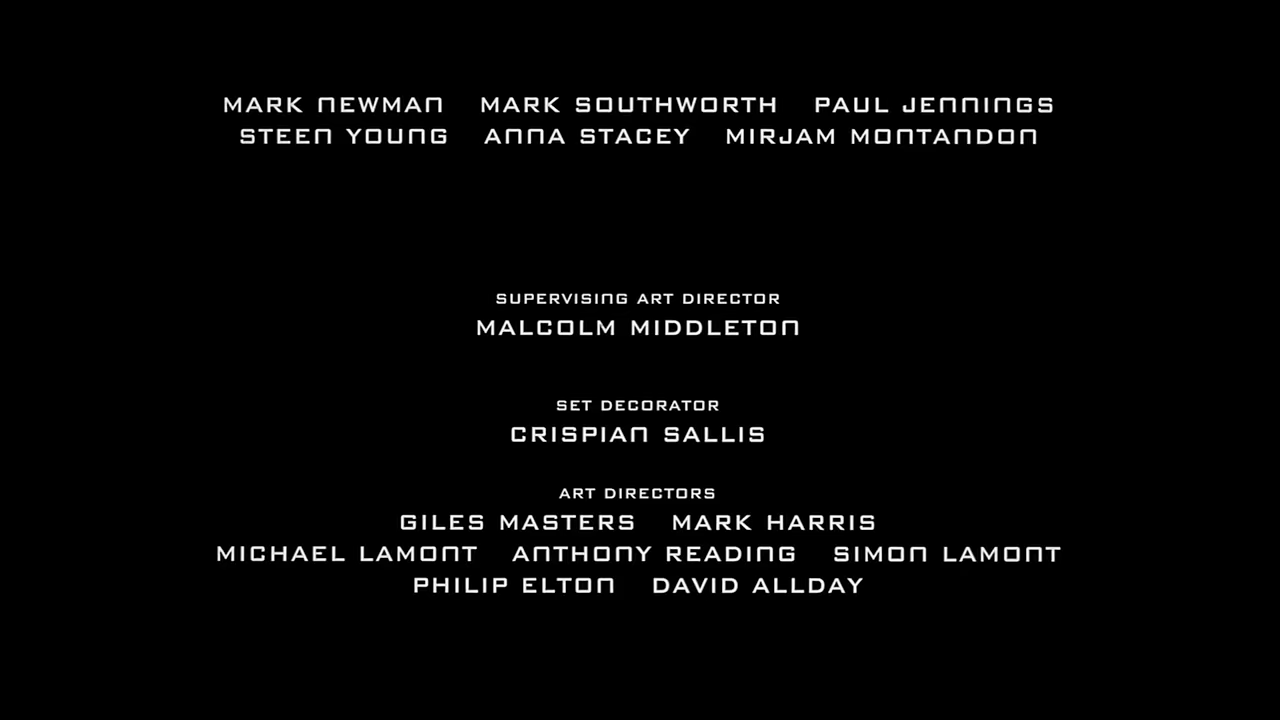 MARK NEWMAN MARK SOUTHWORTH PAUL JENNINGS
STEEN YOUNG ANNA STACEY MIRJAM MONTANDON
SUPERVISING ART DIRECTOR
MALCOLM MIDDLETON
SET DECORATOR
CRISPIAN SALLIS
ART DIRECTORS
GILES MASTERS MARK HARRIS
MICHAEL LAMONT ANTHONY READING SIMON LAMONT
PHILIP ELTON DAVID ALLDAY